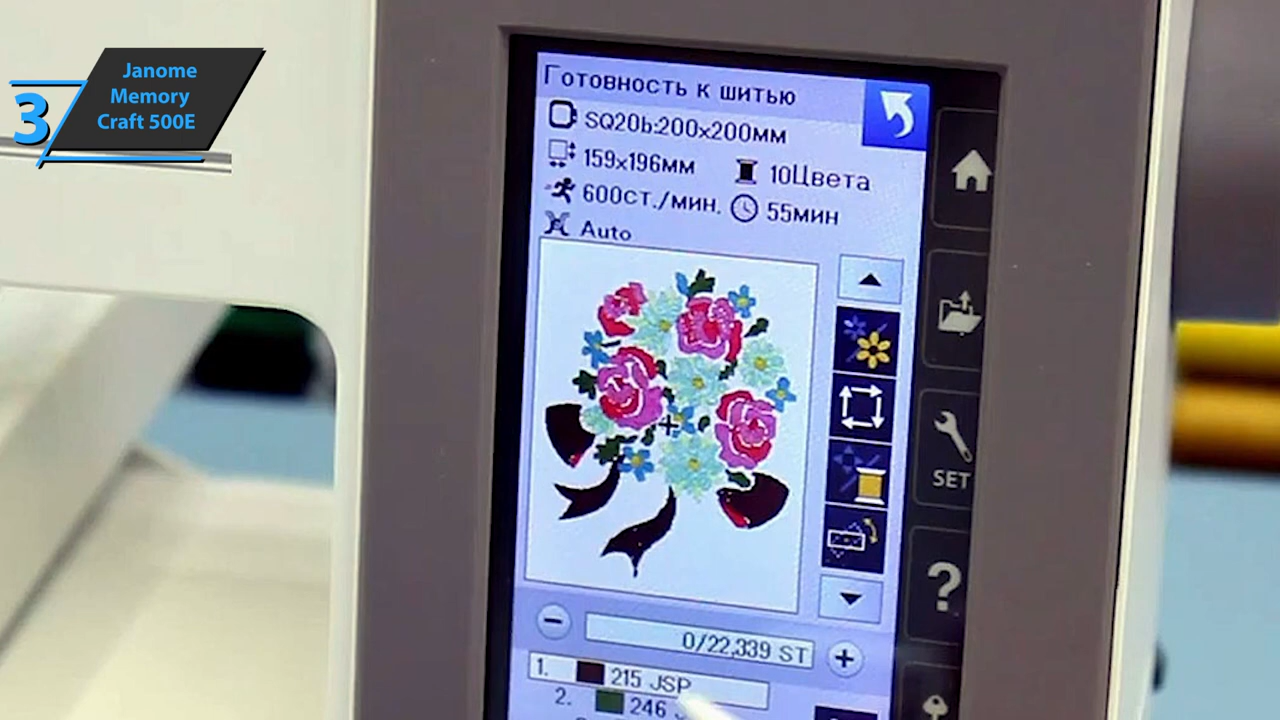 3
Janome
Memory
Craft 500E
Готовность к шитью
SQ20b:200x200мм
159x196мм
10Цвета
600ст./мин.
55мин
Auto
SET
?
0/22,339 ST
1. 215 JSP
2. 246